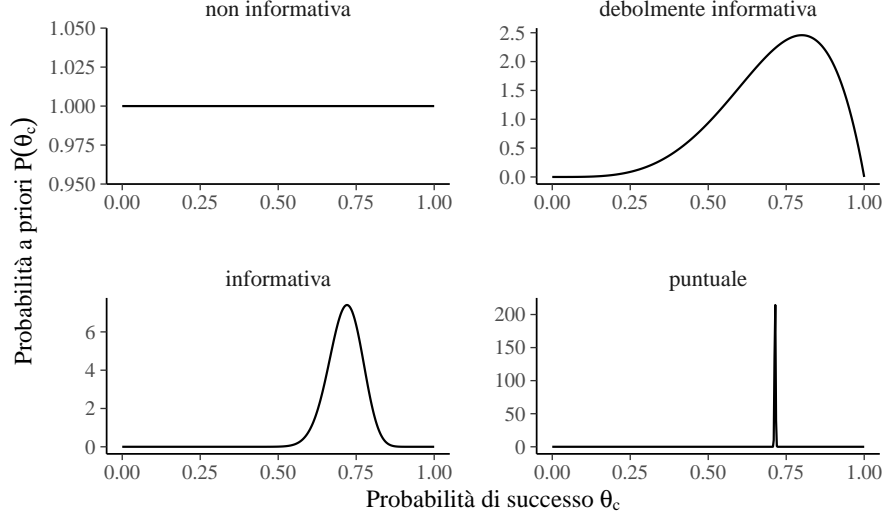 non informativa
1.050
1.025
1.000
0.975
0.950
0.00 0.25 0.50 0.75 1.00
debolmente informativa
2.5
2.0
1.5
1.0
0.5
0.0
0.00 0.25 0.50 0.75 1.00
informativa
6
4
2
0
0.00 0.25 0.50 0.75 1.00
puntuale
200
150
100
50
0
0.00 0.25 0.50 0.75 1.00
Probabilità a priori P(θc)
Probabilità di successo θc